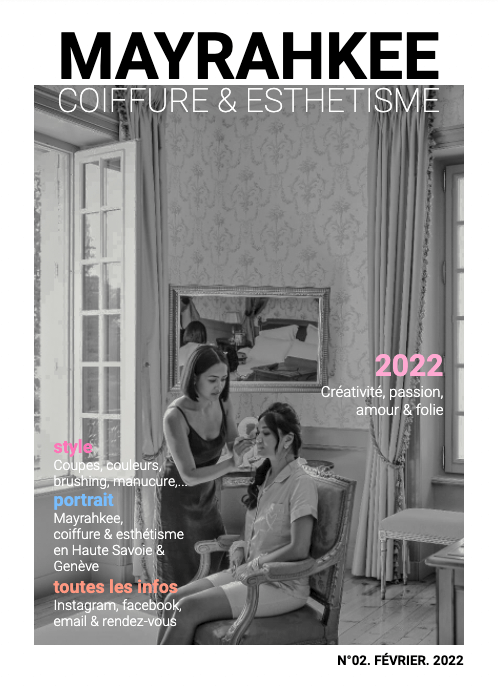 MAYRAHKEE
COIFFURE & ESTHETISME
2022
Créativité, passion,
amour & folie
style
Coupes, couleurs,
brushing, manucure,...
portrait
Mayrahkee,
coiffure & esthétisme
en Haute Savoie &
Genève
toutes les infos
Instagram, facebook,
email & rendez-vous
N°02. FÉVRIER. 2022